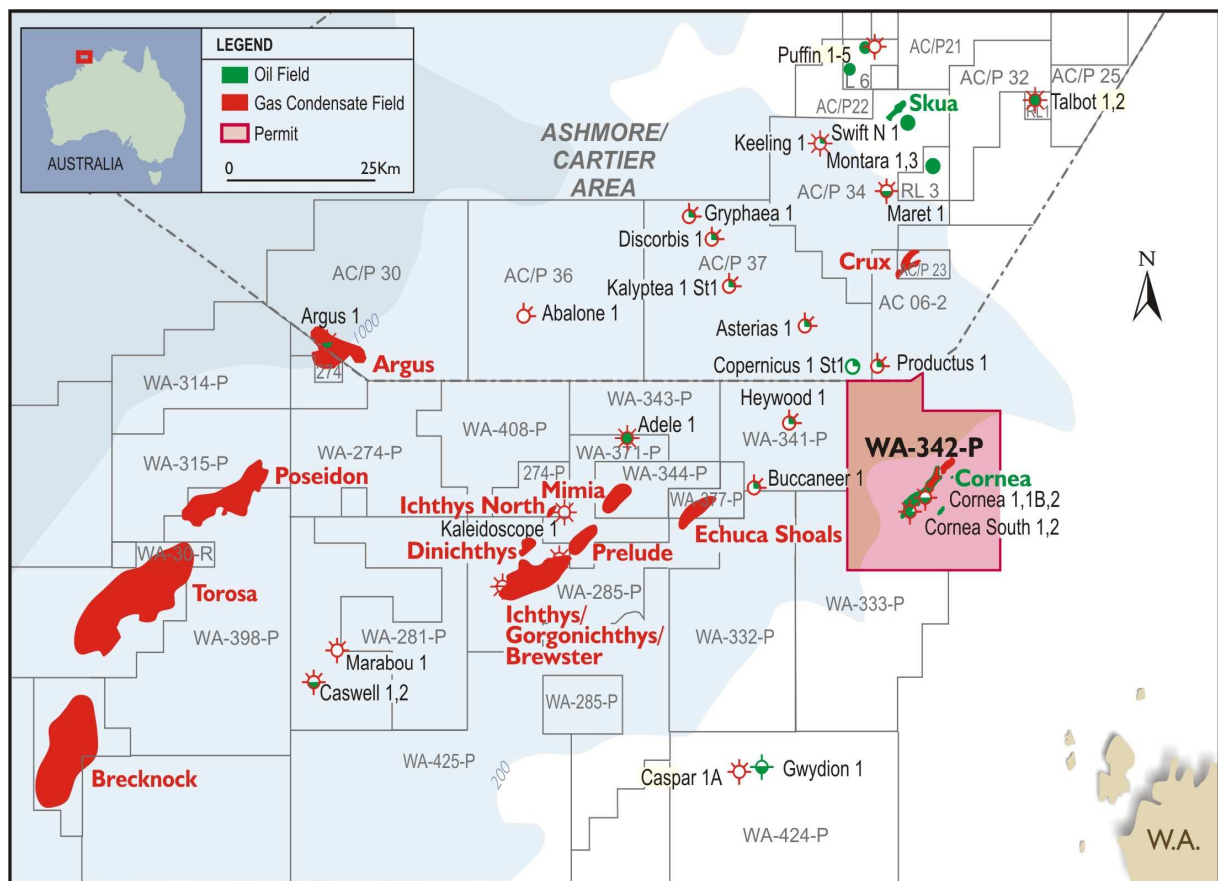 LEGEND
Oil Field
Gas Condensate Field
Permit
0
25Km
AUSTRALIA
ASHMORE/
CARTIER
AREA
Puffin 1-5
AC/P21
L 6
AC/P22
AC/P 32
AC/P 25
RL1
Talbot 1,2
Skua
Swift N 1
Keeling 1
Montara 1,3
AC/P 34
RL 3
Maret 1
Gryphaea 1
Discorbis 1
AC/P 37
Kalyptea 1 St1
Crux
AC/P 23
AC 06-2
N
AC/P 30
AC/P 36
Abalone 1
Asterias 1
Copernicus 1 St1
Productus 1
Argus 1
1000
Argus
274
WA-314-P
WA-343-P
Heywood 1
WA-341-P
WA-408-P
Adele 1
WA-371-P
WA-342-P
WA-315-P
WA-274-P
274-P
WA-344-P
WA-377-P
Buccaneer 1
Poseidon
Mimia
Ichthys North
Kaleidoscope 1
Cornea
Cornea 1,1B,2
Cornea South 1,2
Echuca Shoals
Dinichthys
Prelude
WA-30-R
Torosa
WA-285-P
WA-333-P
Ichthys/
Gorgonichthys/
Brewster
WA-398-P
WA-281-P
WA-332-P
Marabou 1
Caswell 1,2
WA-285-P
Brecknock
WA-425-P
200
Caspar 1A
Gwydion 1
WA-424-P
W.A.